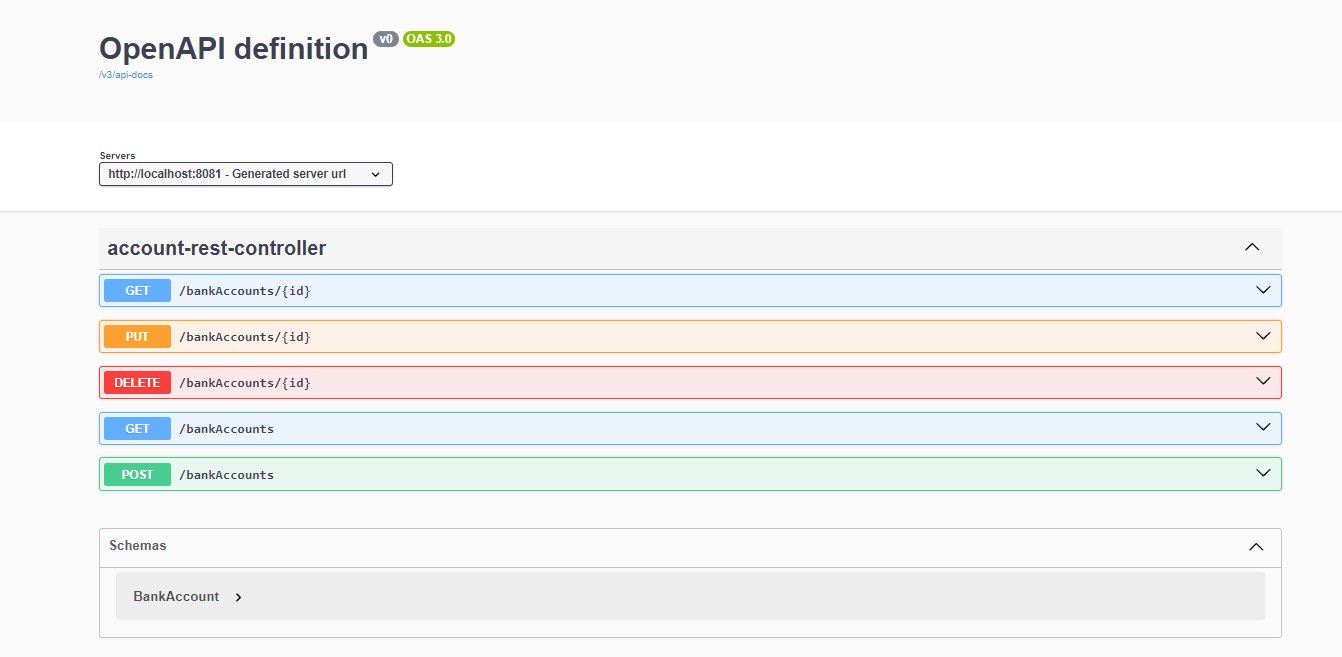 OpenAPI definition v0 OAS 3.0
/v3/api-docs
Servers
http://localhost:8081 - Generated server url
account-rest-controller
GET /bankAccounts/{id}
PUT /bankAccounts/{id}
DELETE /bankAccounts/{id}
GET /bankAccounts
POST /bankAccounts
Schemas
BankAccount